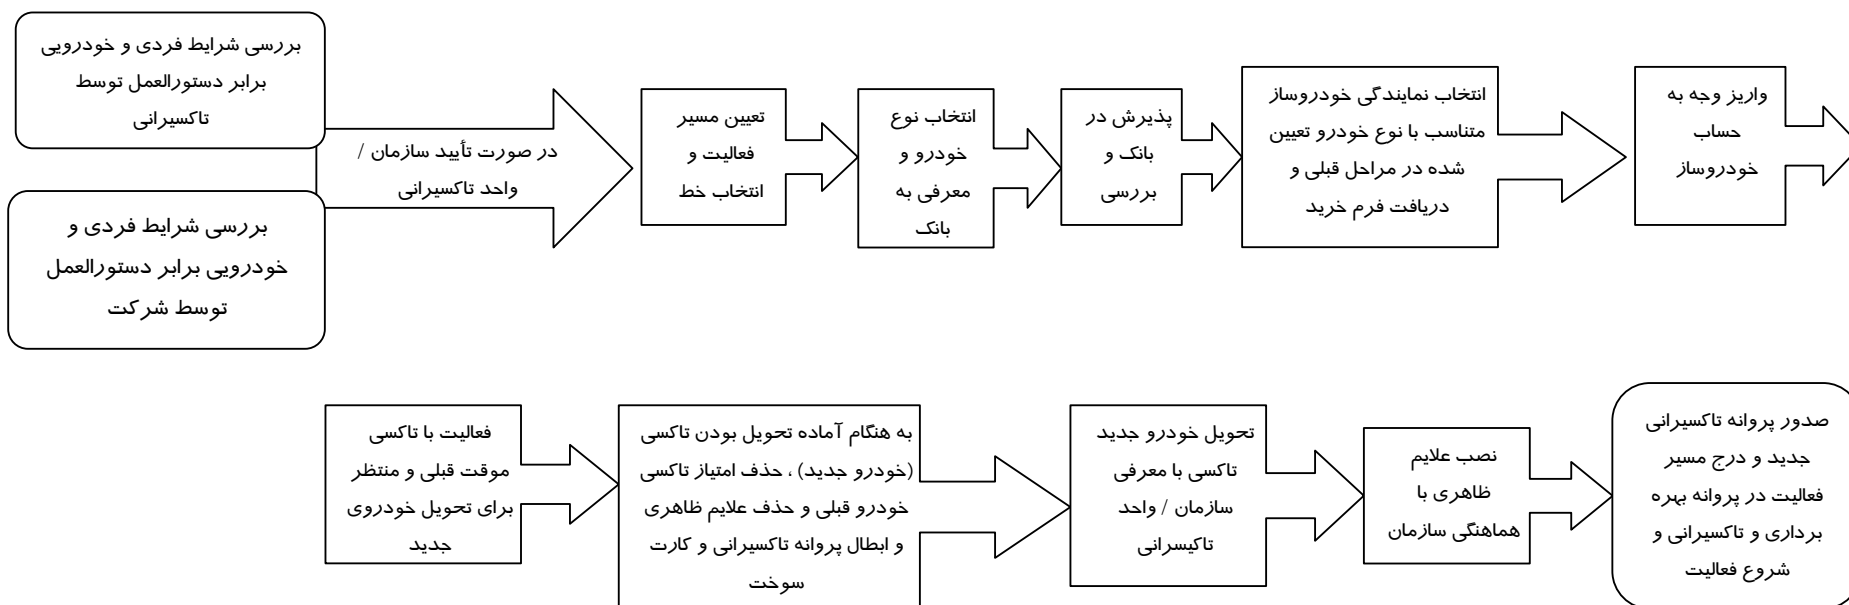 بررسی شرایط فردی و خودرویی
برابر دستورالعمل توسط
تاکسیرانی
بررسی شرایط فردی و
خودرویی برابر دستورالعمل
توسط شرکت
در صورت تأیید سازمان /
واحد تاکسیرانی
تعیین مسیر
فعالیت و
انتخاب خط
انتخاب نوع
خودرو و
معرفی به
بانک
پذیرش در
بانک و
بررسی
انتخاب نمایندگی خودروساز
متناسب با نوع خودرو تعیین
شده در مراحل قبلی و
دریافت فرم خرید
واریز وجه به
حساب
خودروساز
فعالیت با تاکسی
موقت قبلی و منتظر
برای تحویل خودروی
جدید
به هنگام آماده تحویل بودن تاکسی
(خودرو جدید) ، حذف امتیاز تاکسی
خودرو قبلی و حذف علایم ظاهری
و ابطال پروانه تاکسیرانی و کارت
سوخت
تحویل خودرو جدید
تاکسی با معرفی
سازمان / واحد
تاکیسرانی
نصب علایم
ظاهری با
هماهنگی سازمان
صدور پروانه تاکسیرانی
جدید و درج مسیر
فعالیت در پروانه بهره
برداری و تاکسیرانی و
شروع فعالیت